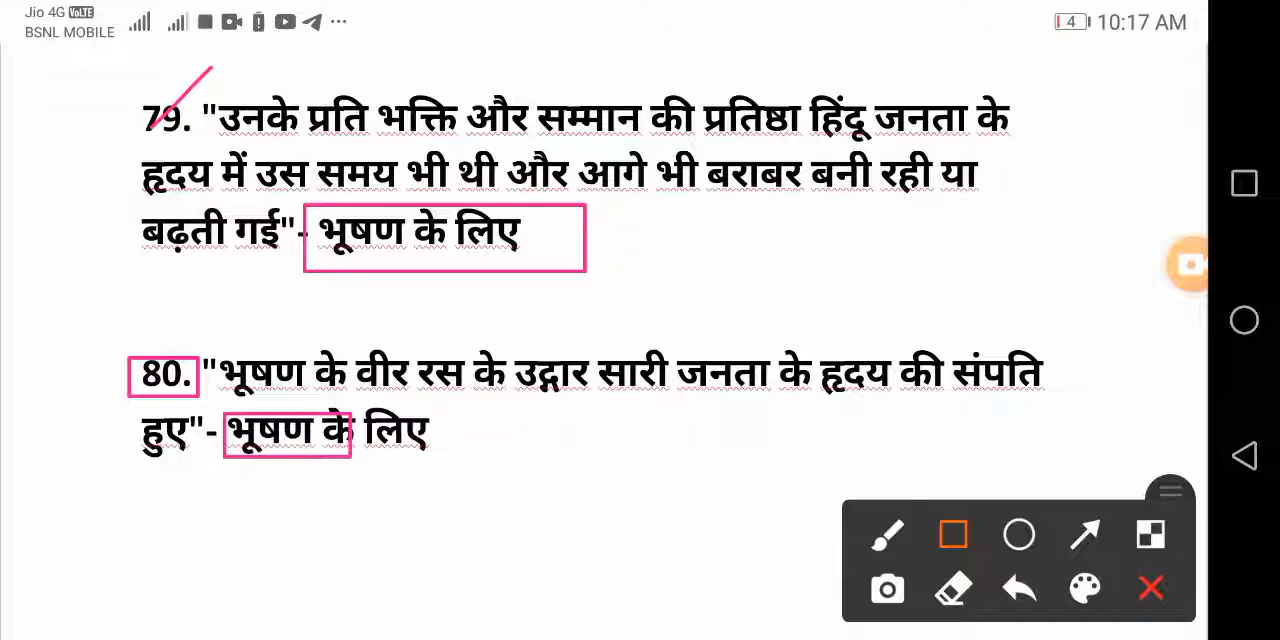 Jio 4G VoLTE
BSNL MOBILE
4 10:17 AM
79. "उनके प्रति भक्ति और सम्मान की प्रतिष्ठा हिंदू जनता के
हृदय में उस समय भी थी और आगे भी बराबर बनी रही या
बढ़ती गई"- भूषण के लिए
80. "भूषण के वीर रस के उद्गार सारी जनता के हृदय की संपति
हुए"- भूषण के लिए